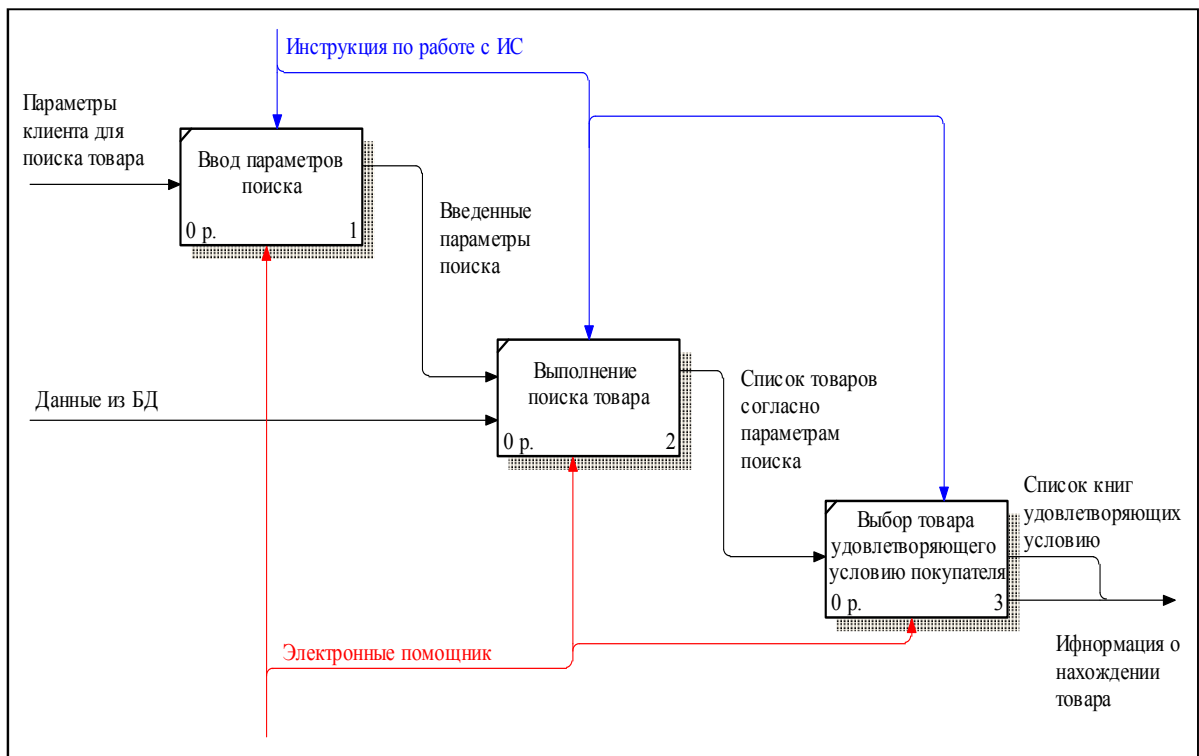 Инструкция по работе с ИС
Параметры
клиента для
поиска товара
Ввод параметров
поиска
0 р.
1
Введенные
параметры
поиска
Данные из БД
Выполнение
поиска товара
0 р.
2
Список товаров
согласно
параметрам
поиска
Список книг
удовлетворяющих
условию
Выбор товара
удовлетворяющего
условию покупателя
0 р.
3
Электронные помощник
Ифнормация о
нахождении
товара